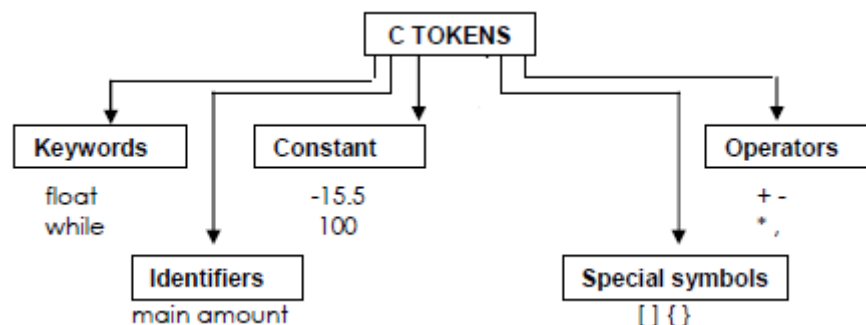 C TOKENS
Keywords
Constant
Operators
float
-15.5
+ -
while
100
* ,
Identifiers
Special symbols
main amount
[ ] { }